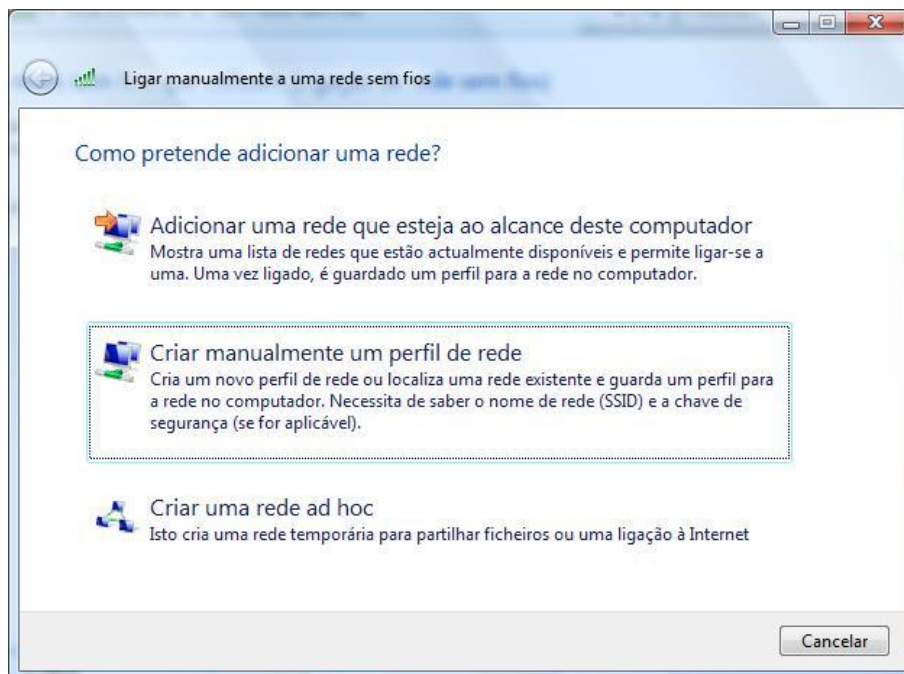 Ligar manualmente a uma rede sem fios
Como pretende adicionar uma rede?
Adicionar uma rede que esteja ao alcance deste computador
Mostra uma lista de redes que estão actualmente disponíveis e permite ligar-se a
uma. Uma vez ligado, é guardado um perfil para a rede no computador.
Criar manualmente um perfil de rede
Cria um novo perfil de rede ou localiza uma rede existente e guarda um perfil para
a rede no computador. Necessita de saber o nome de rede (SSID) e a chave de
segurança (se for aplicável).
Criar uma rede ad hoc
Isto cria uma rede temporária para partilhar ficheiros ou uma ligação à Internet
Cancelar